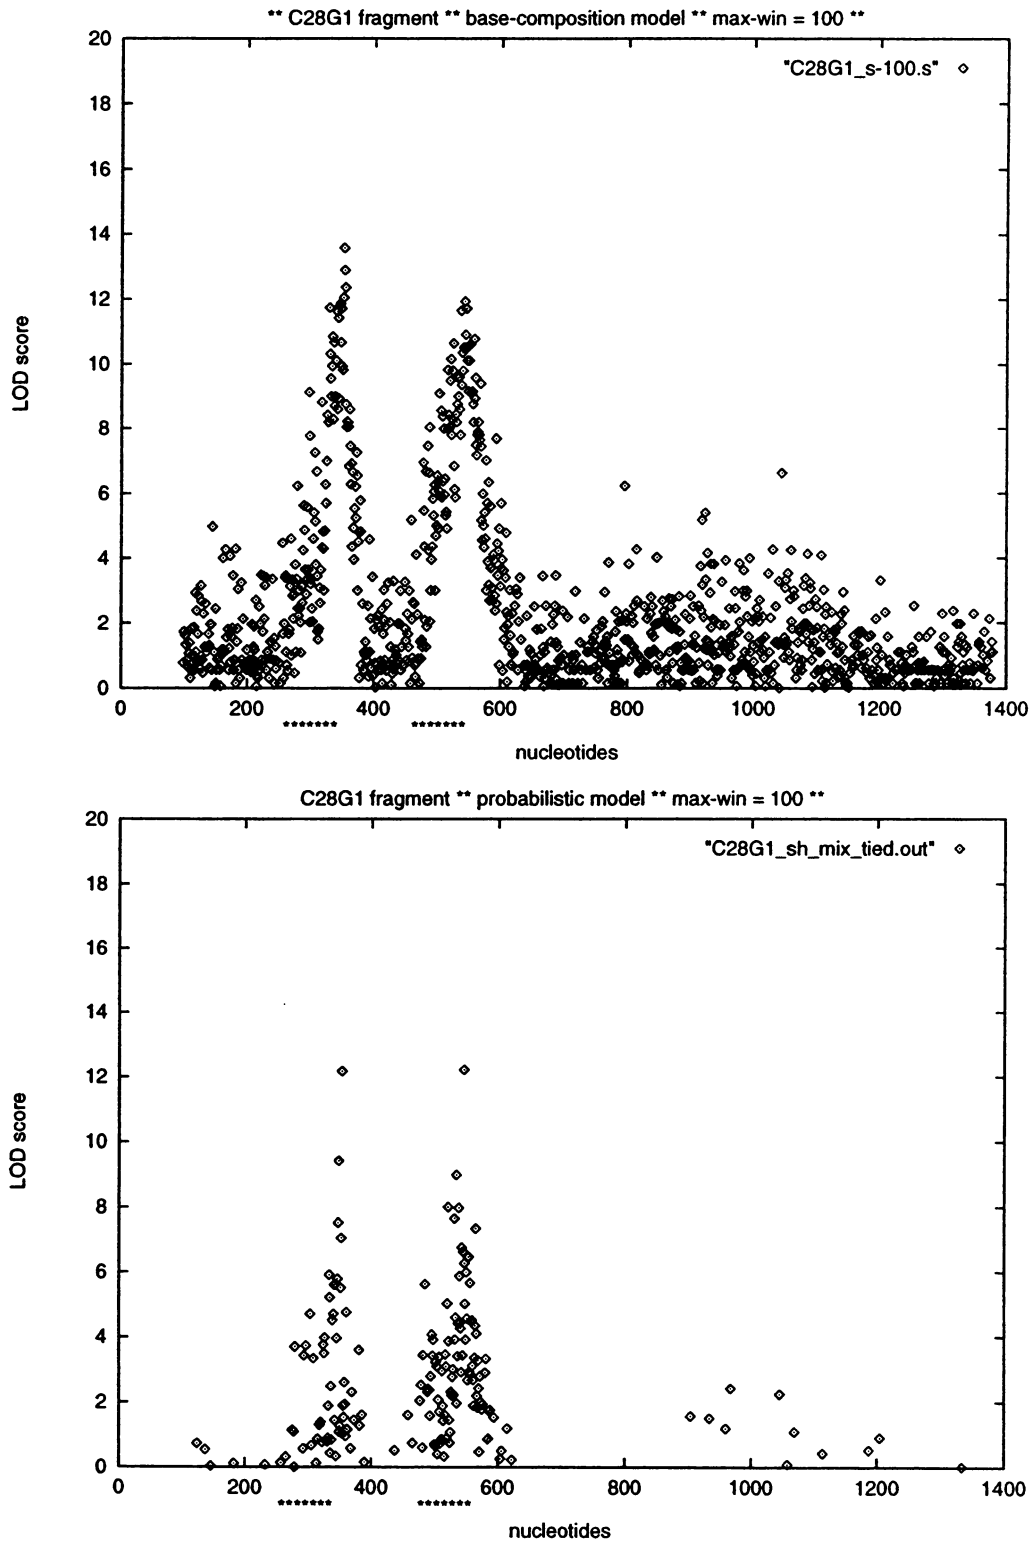 ** C28G1 fragment ** base-composition model ** max-win = 100 **
20
"C28G1_s-100.s"
18
16
14
12
LOD score
10
8
6
4
2
0
0 200 400 600 800 1000 1200 1400
******* *******
nucleotides
C28G1 fragment ** probabilistic model ** max-win = 100 **
20
"C28G1_sh_mix_tied.out"
18
16
14
12
LOD score
10
8
6
4
2
0
0 200 400 600 800 1000 1200 1400
******* *******
nucleotides